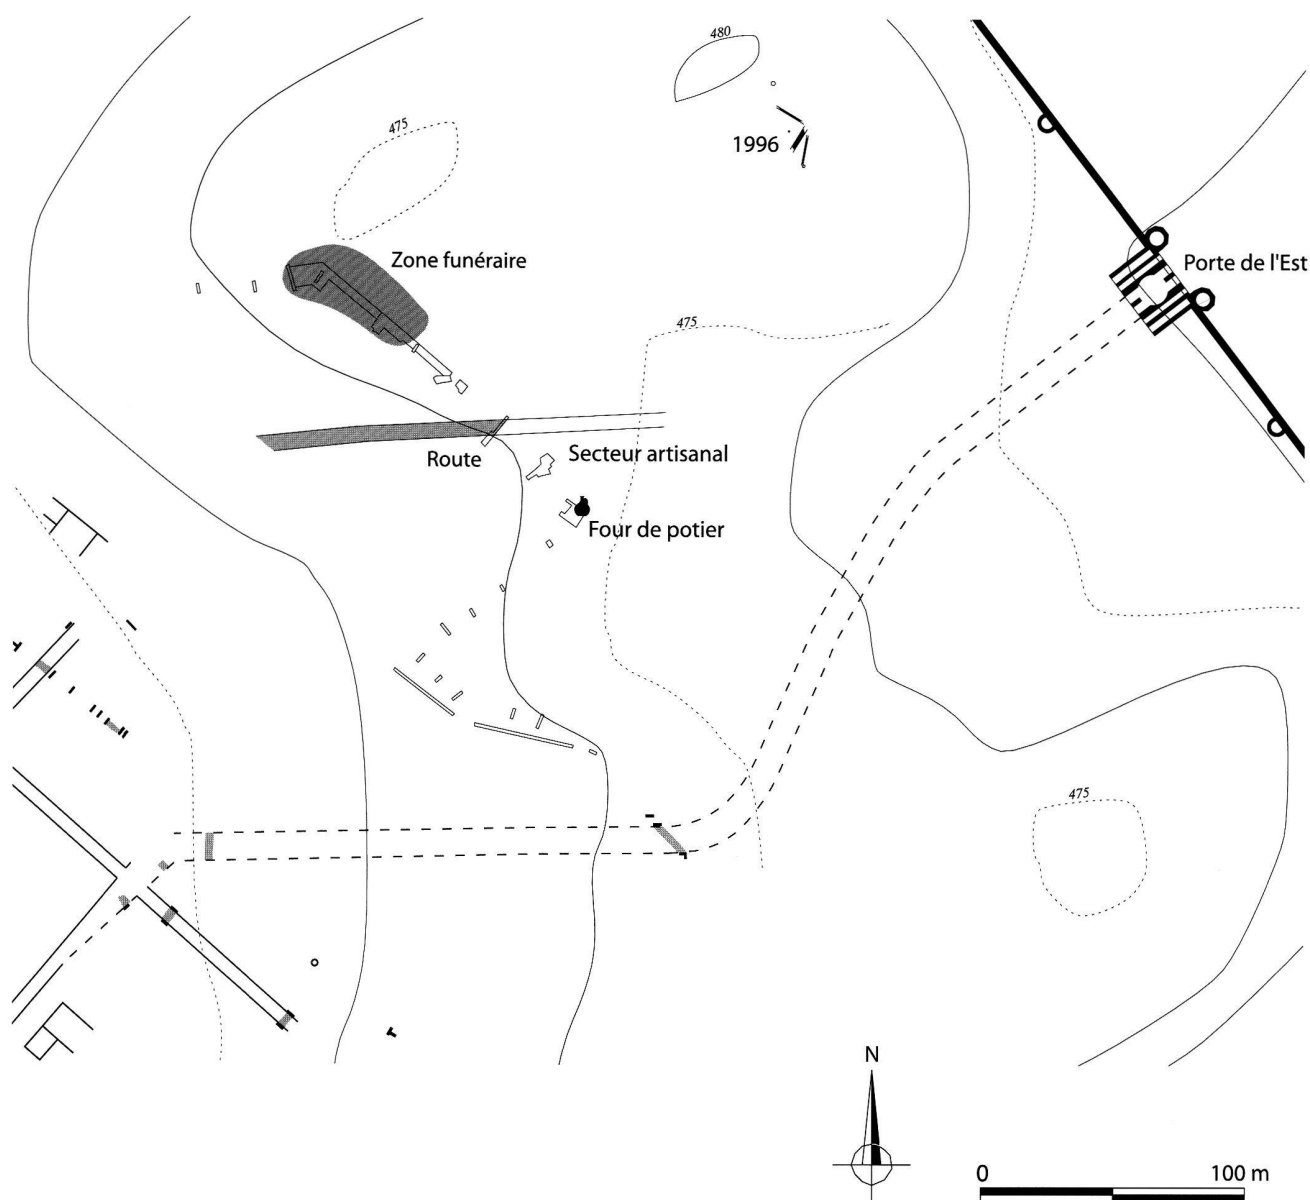 480
475
1996
Zone funéraire
Porte de l'Est
475
Route
Secteur artisanal
Four de potier
475
N
0
100 m